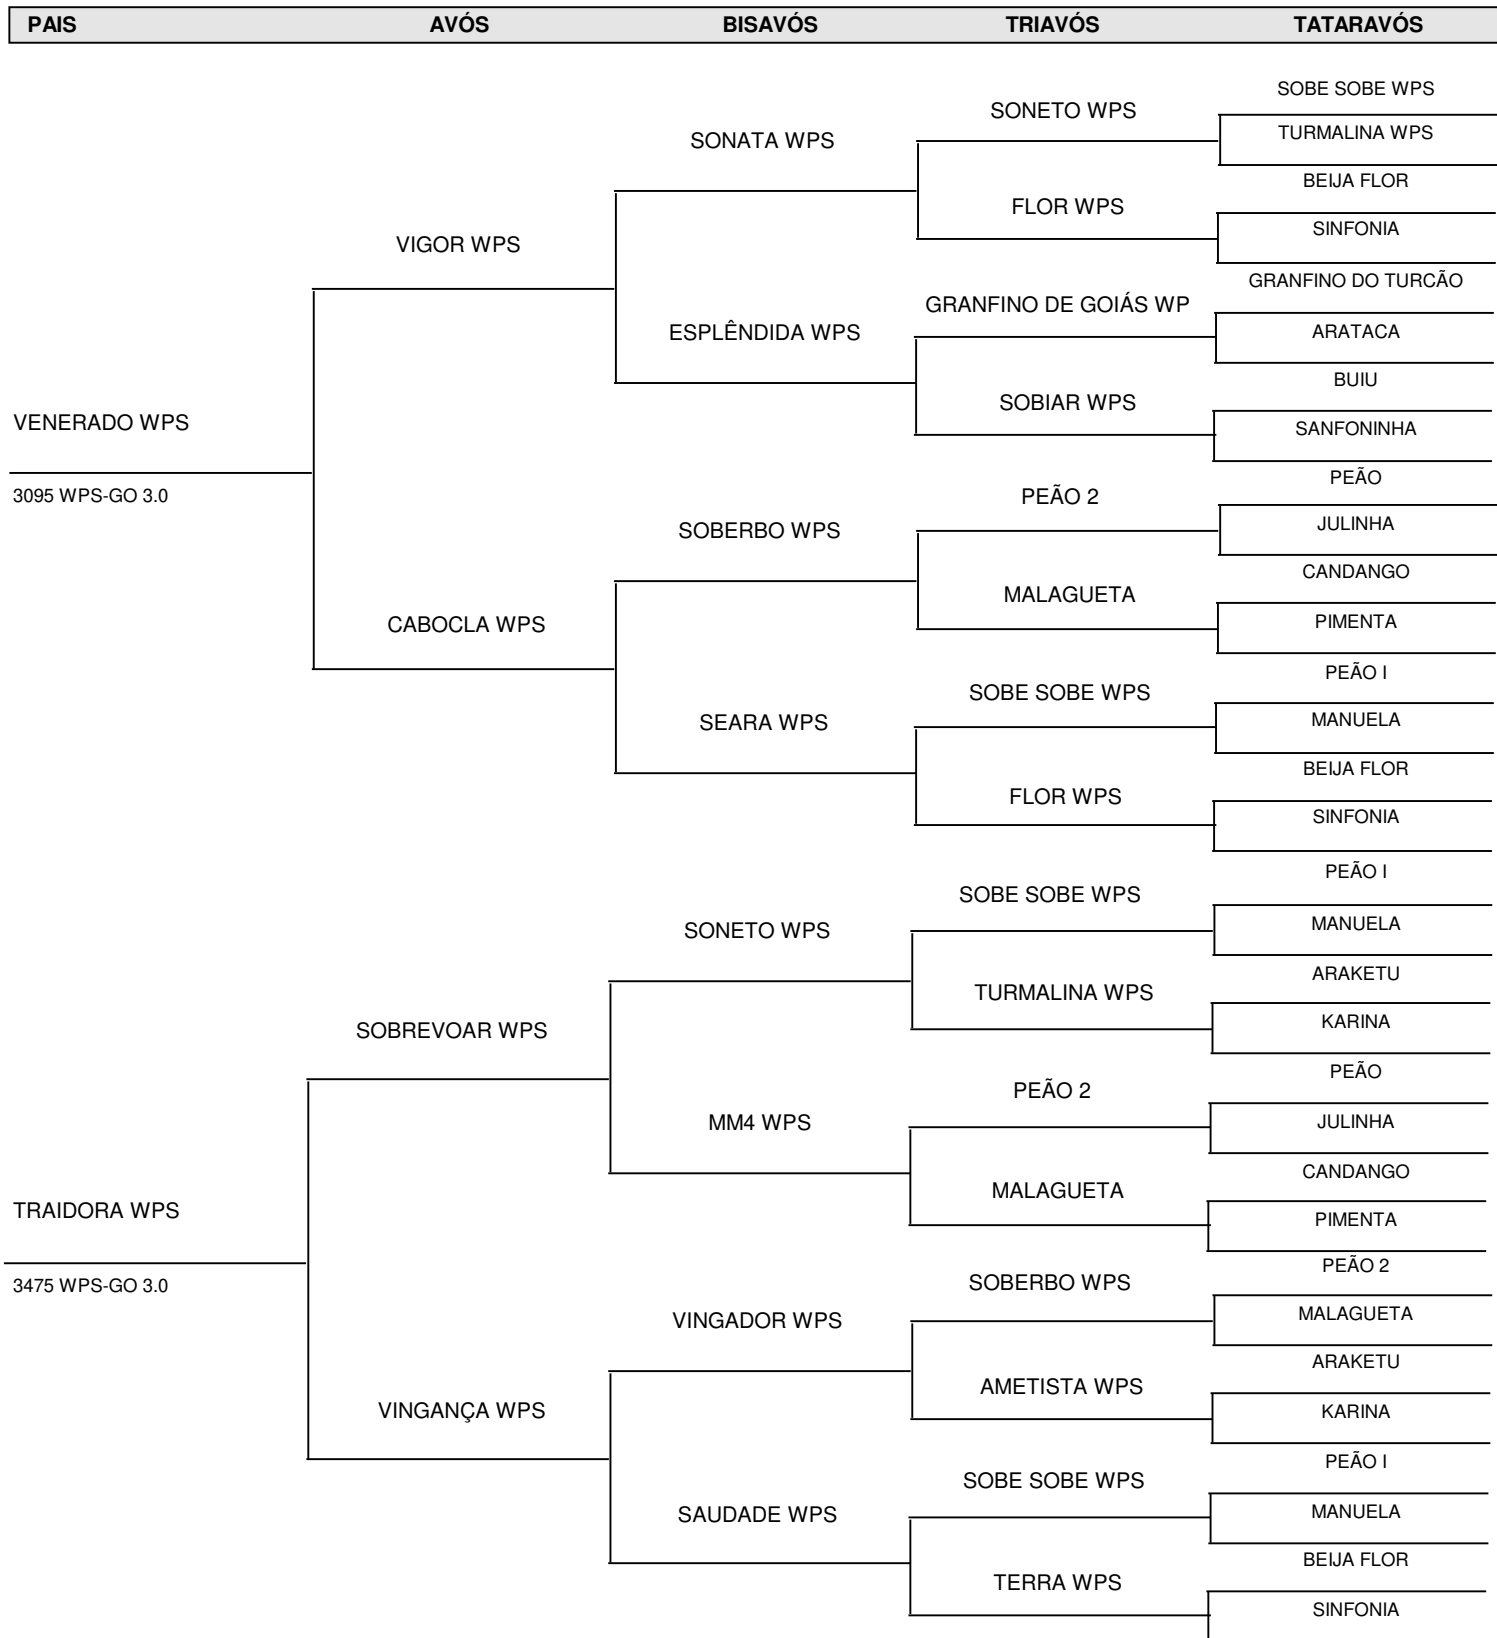 PAIS AVÓS BISAVÓS TRIAVÓS TATARAVÓS
SOBE SOBE WPS
SONETO WPS
TURMALINA WPS
SONATA WPS
BEIJA FLOR
FLOR WPS
SINFONIA
VIGOR WPS
GRANFINO DO TURCÃO
GRANFINO DE GOIÁS WP
ARATACA
ESPLÊNDIDA WPS
BUIU
SOBIAR WPS
SANFONINHA
VENERADO WPS
3095 WPS-GO 3.0
PEÃO
PEÃO 2
JULINHA
SOBERBO WPS
CANDANGO
MALAGUETA
PIMENTA
CABOCLA WPS
PEÃO I
SOBE SOBE WPS
MANUELA
SEARA WPS
BEIJA FLOR
FLOR WPS
SINFONIA
PEÃO I
SOBE SOBE WPS
MANUELA
SONETO WPS
ARAKETU
TURMALINA WPS
KARINA
SOBREVOAR WPS
PEÃO
PEÃO 2
JULINHA
MM4 WPS
CANDANGO
MALAGUETA
PIMENTA
TRAIDORA WPS
3475 WPS-GO 3.0
PEÃO 2
SOBERBO WPS
MALAGUETA
VINGADOR WPS
ARAKETU
AMETISTA WPS
KARINA
VINGANÇA WPS
PEÃO I
SOBE SOBE WPS
MANUELA
SAUDADE WPS
BEIJA FLOR
TERRA WPS
SINFONIA